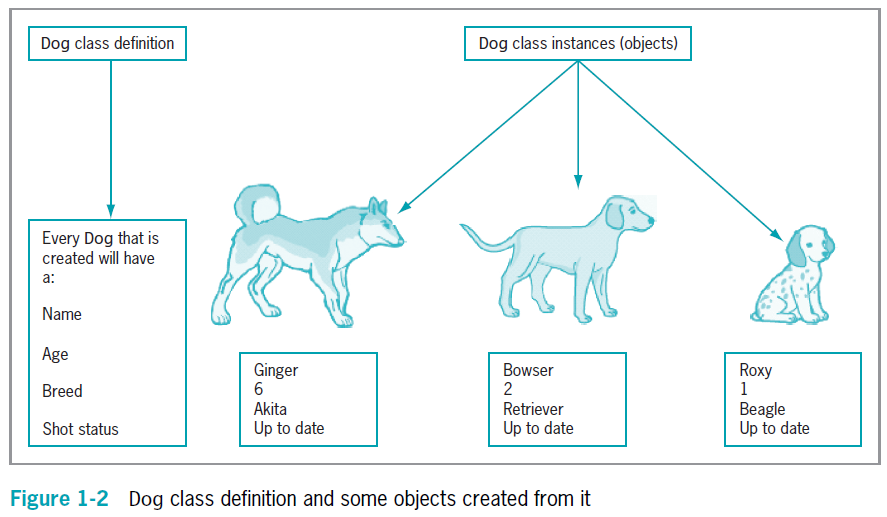 Dog class definition
Dog class instances (objects)
Every Dog that is
created will have
a:
Name
Age
Breed
Shot status
Ginger
6
Akita
Up to date
Bowser
2
Retriever
Up to date
Roxy
1
Beagle
Up to date
Figure 1-2 Dog class definition and some objects created from it